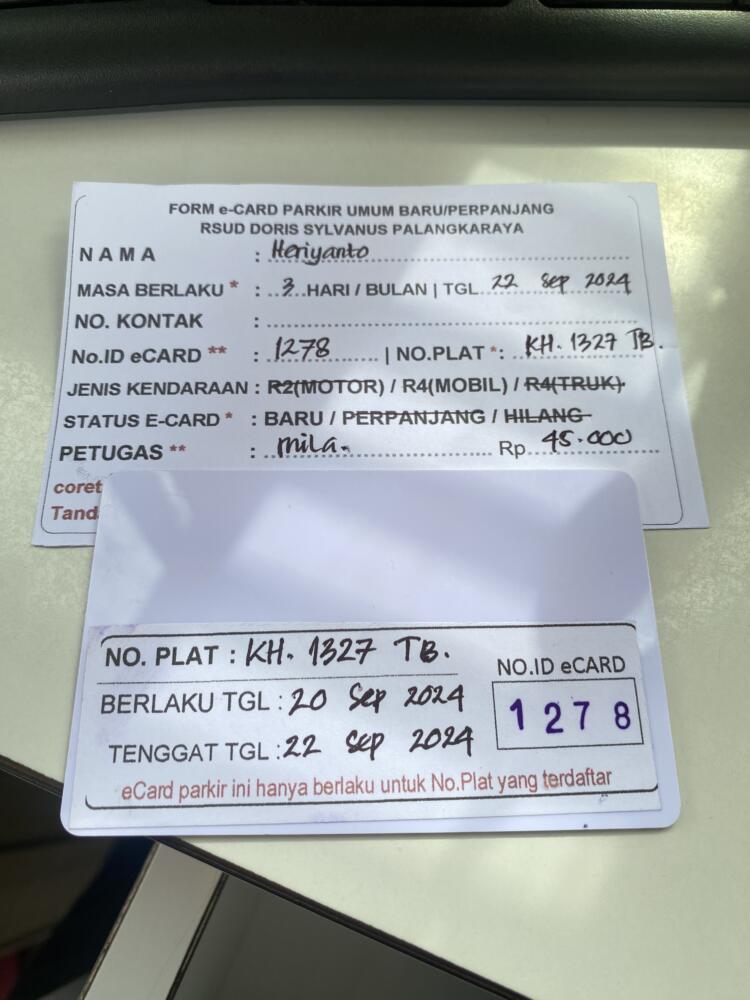 FORM e-CARD PARKIR UMUM BARU/PERPANJANG
RSUD DORIS SYLVANUS PALANGKARAYA
NAMA : Heriyanto
MASA BERLAKU * : 3 HARI / BULAN | TGL 22 Sep 2024
NO. KONTAK :
No.ID eCARD ** : 1278 | NO.PLAT *: KH. 1327 TB.
JENIS KENDARAAN : R2(MOTOR) / R4(MOBIL) / R4(TRUK)
STATUS E-CARD * : BARU / PERPANJANG / HILANG
PETUGAS ** : mila. Rp 45.000
coret
Tand
NO. PLAT : KH. 1327 TB.
BERLAKU TGL : 20 Sep 2024
TENGGAT TGL : 22 Sep 2024
NO.ID eCARD
1278
eCard parkir ini hanya berlaku untuk No.Plat yang terdaftar